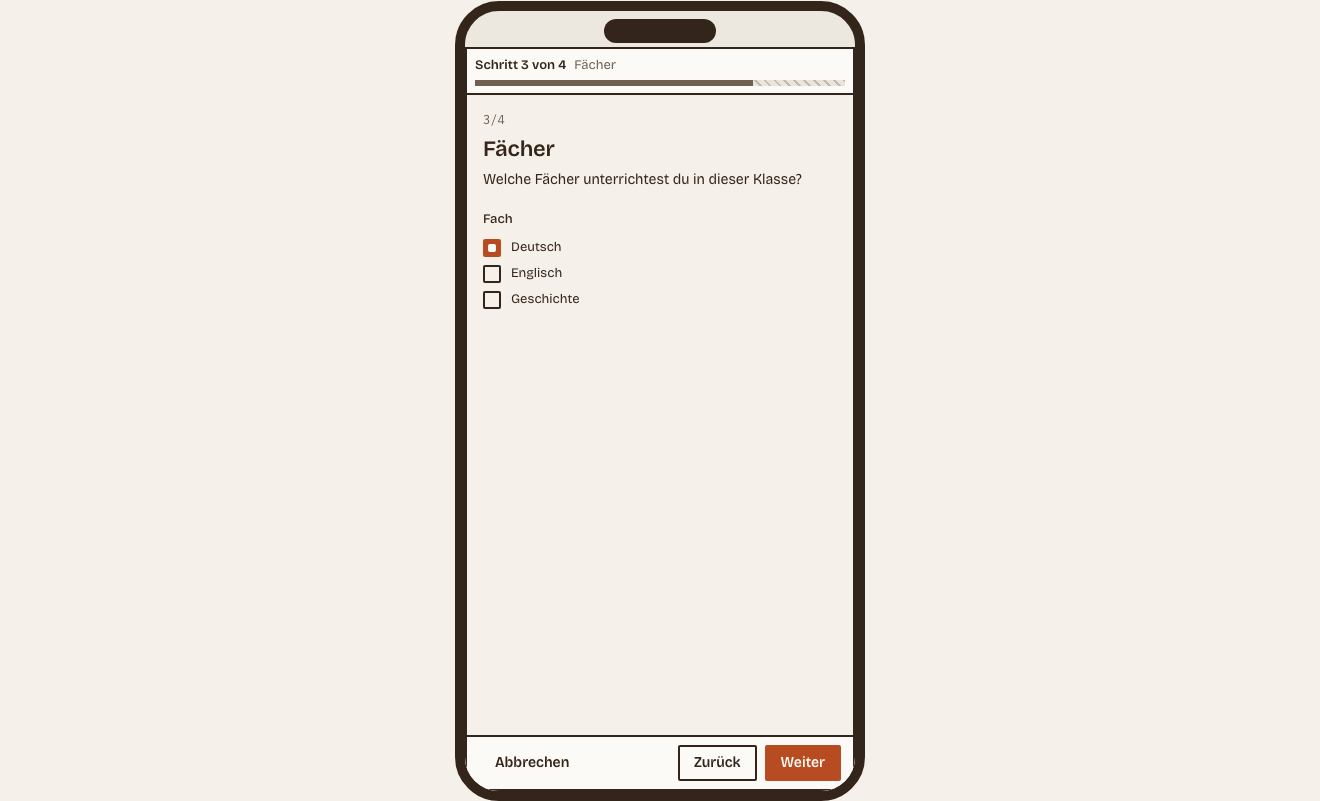 Schritt 3 von 4 Fächer
3/4
Fächer
Welche Fächer unterrichtest du in dieser Klasse?
Fach
Deutsch
Englisch
Geschichte
Abbrechen Zurück Weiter